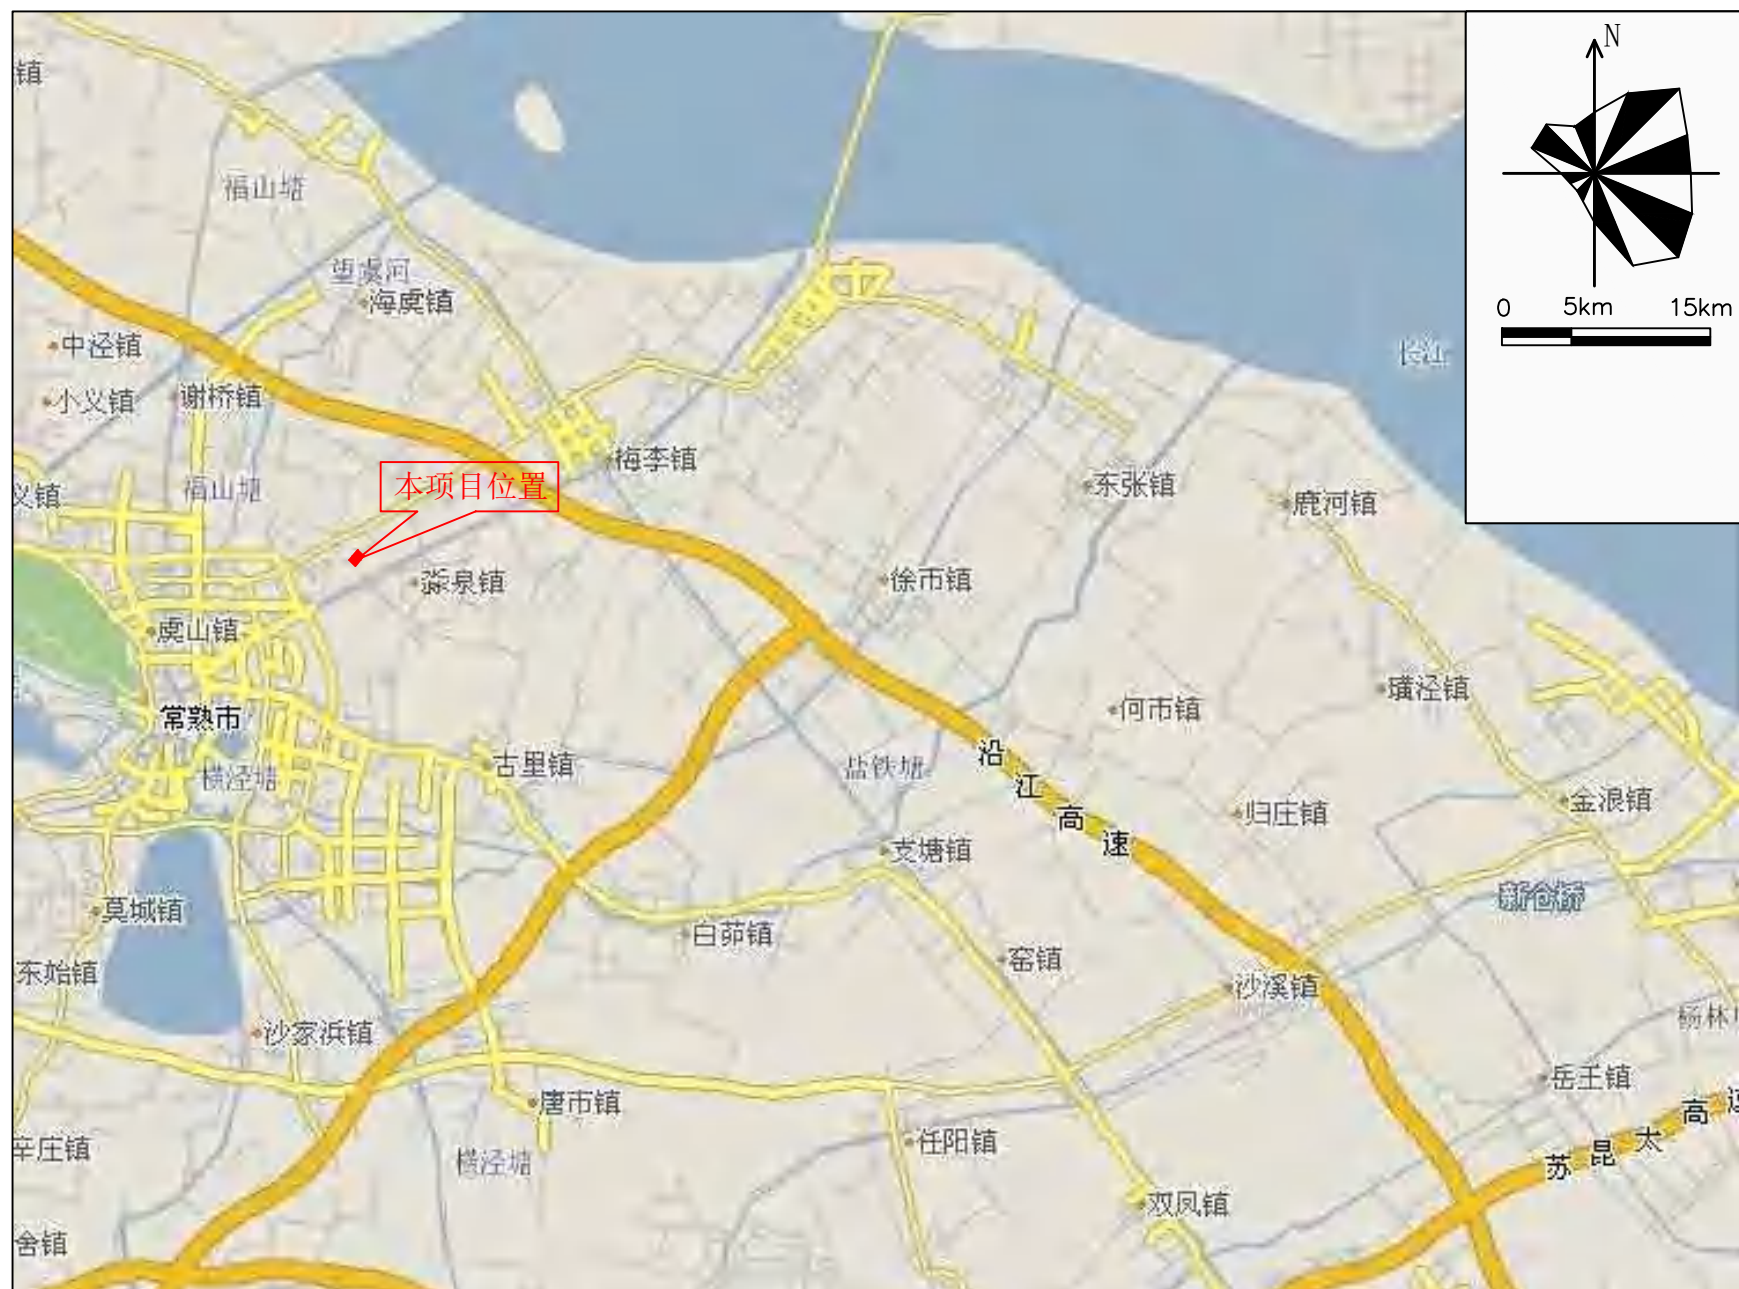 镇
N
福山塘
望虞河
海虞镇
0 5km 15km
中泾镇
长江
小义镇
谢桥镇
梅李镇
本项目位置
东张镇
福山塘
义镇
鹿河镇
淼泉镇
徐市镇
虞山镇
璜泾镇
何市镇
常熟市
沿江高速
古里镇
盐铁塘
横泾塘
金浪镇
归庄镇
支塘镇
新仓桥
莫城镇
白茆镇
窑镇
东始镇
沙溪镇
杨林
沙家浜镇
岳王镇
唐市镇
苏昆太高速
任阳镇
辛庄镇
横泾塘
双凤镇
舍镇